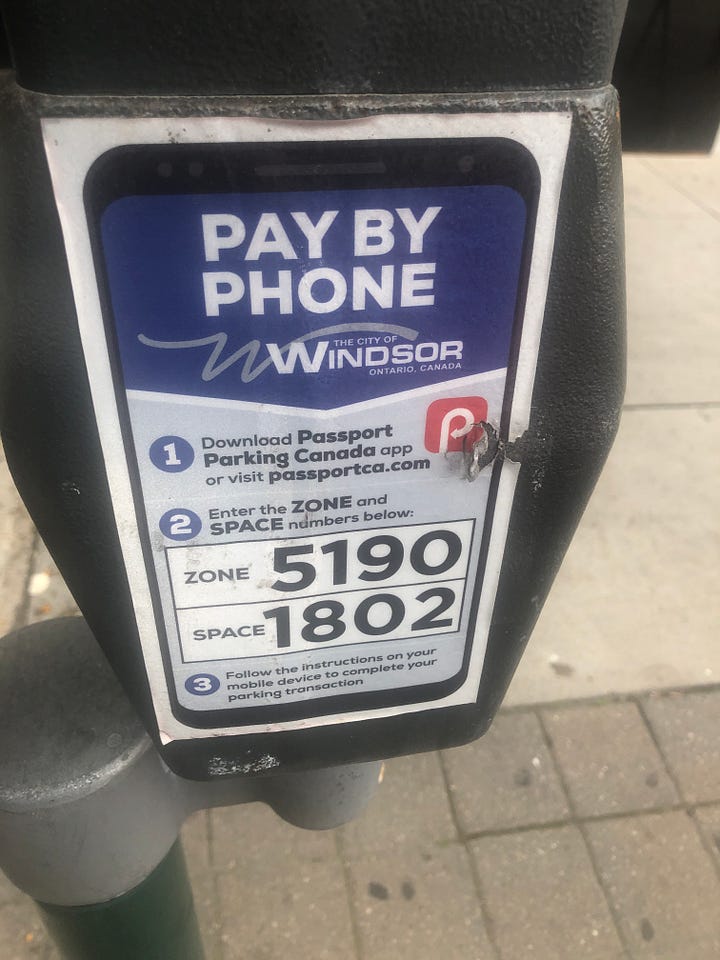 PAY BY
PHONE
THE CITY OF
WINDSOR
ONTARIO, CANADA
1 Download Passport
Parking Canada app
or visit passportca.com
2 Enter the ZONE and
SPACE numbers below:
ZONE 5190
SPACE 1802
3 Follow the instructions on your
mobile device to complete your
parking transaction